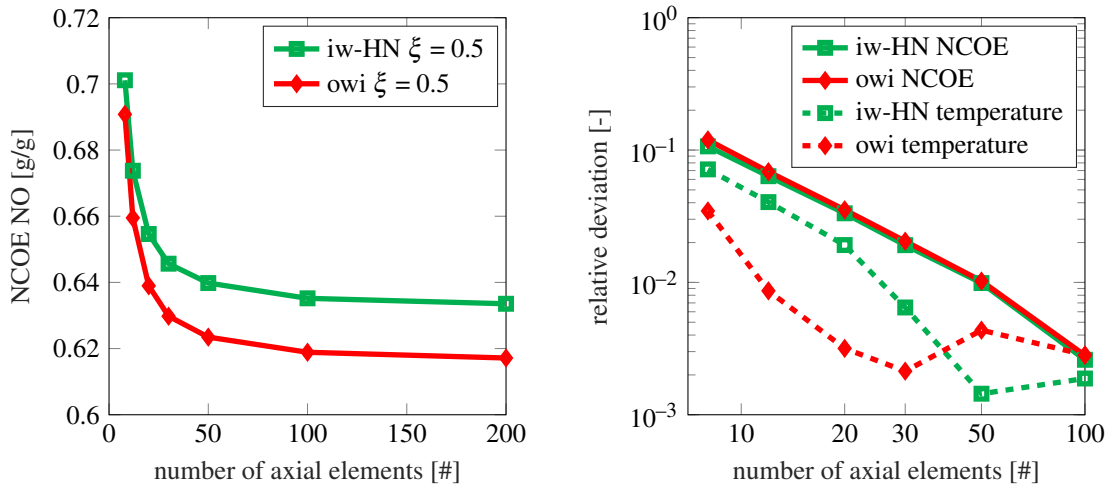 0.72
0.7
0.68
0.66
0.64
0.62
0.6
NCOE NO [g/g]
iw-HN ξ = 0.5
owi ξ = 0.5
0 50 100 150 200
number of axial elements [#]
10⁰
10⁻¹
10⁻²
10⁻³
relative deviation [-]
iw-HN NCOE
owi NCOE
iw-HN temperature
owi temperature
10 20 30 50 100
number of axial elements [#]